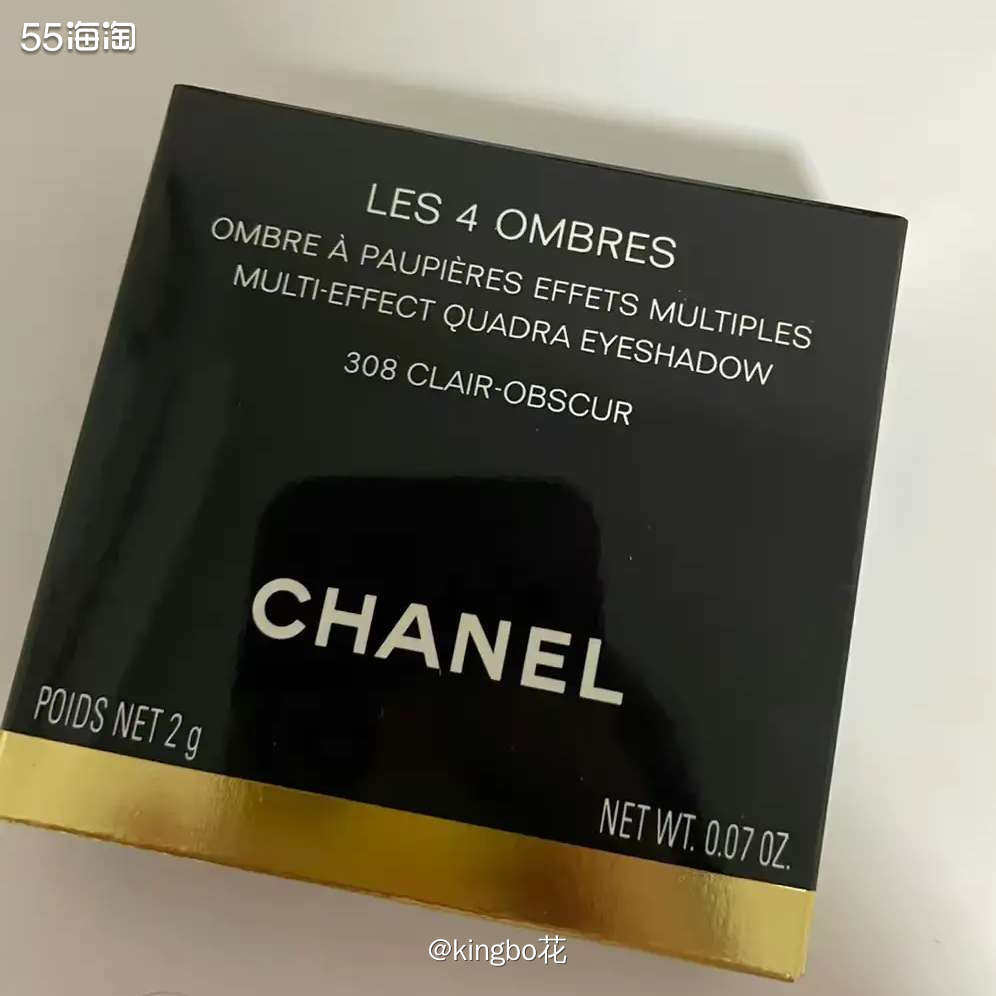 55海淘
LES 4 OMBRES
OMBRE À PAUPIÈRES EFFETS MULTIPLES
MULTI-EFFECT QUADRA EYESHADOW
308 CLAIR-OBSCUR
CHANEL
POIDS NET 2 g
NET WT. 0.07 OZ.
@kingbo花